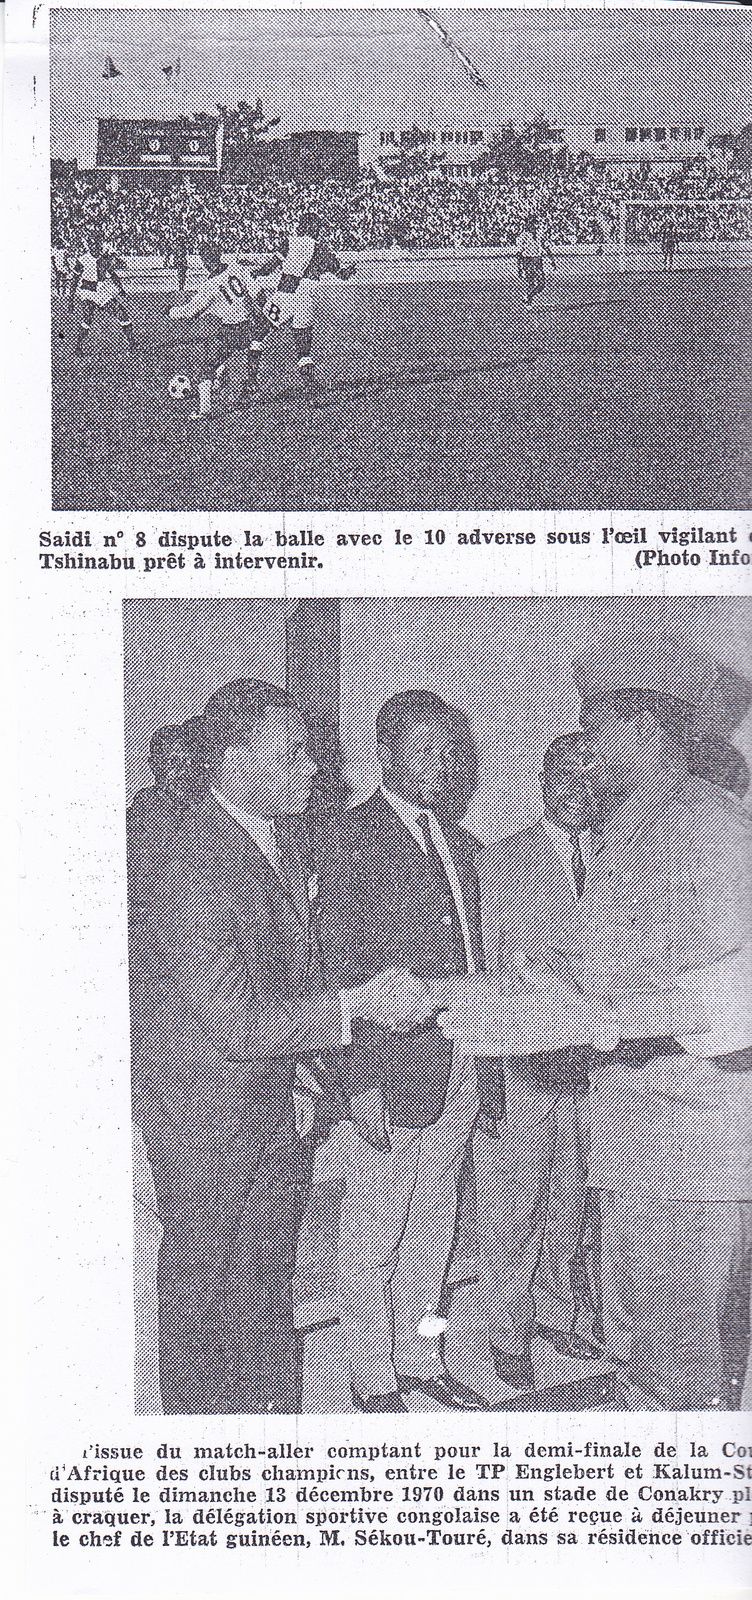 10
8
Saidi n° 8 dispute la balle avec le 10 adverse sous l'œil vigilant
Tshinabu prêt à intervenir. (Photo Info
l'issue du match-aller comptant pour la demi-finale de la Cou
d'Afrique des clubs champions, entre le TP Englebert et Kalum-St
disputé le dimanche 13 décembre 1970 dans un stade de Conakry pl
à craquer, la délégation sportive congolaise a été reçue à déjeuner
le chef de l'Etat guinéen, M. Sékou-Touré, dans sa résidence officie